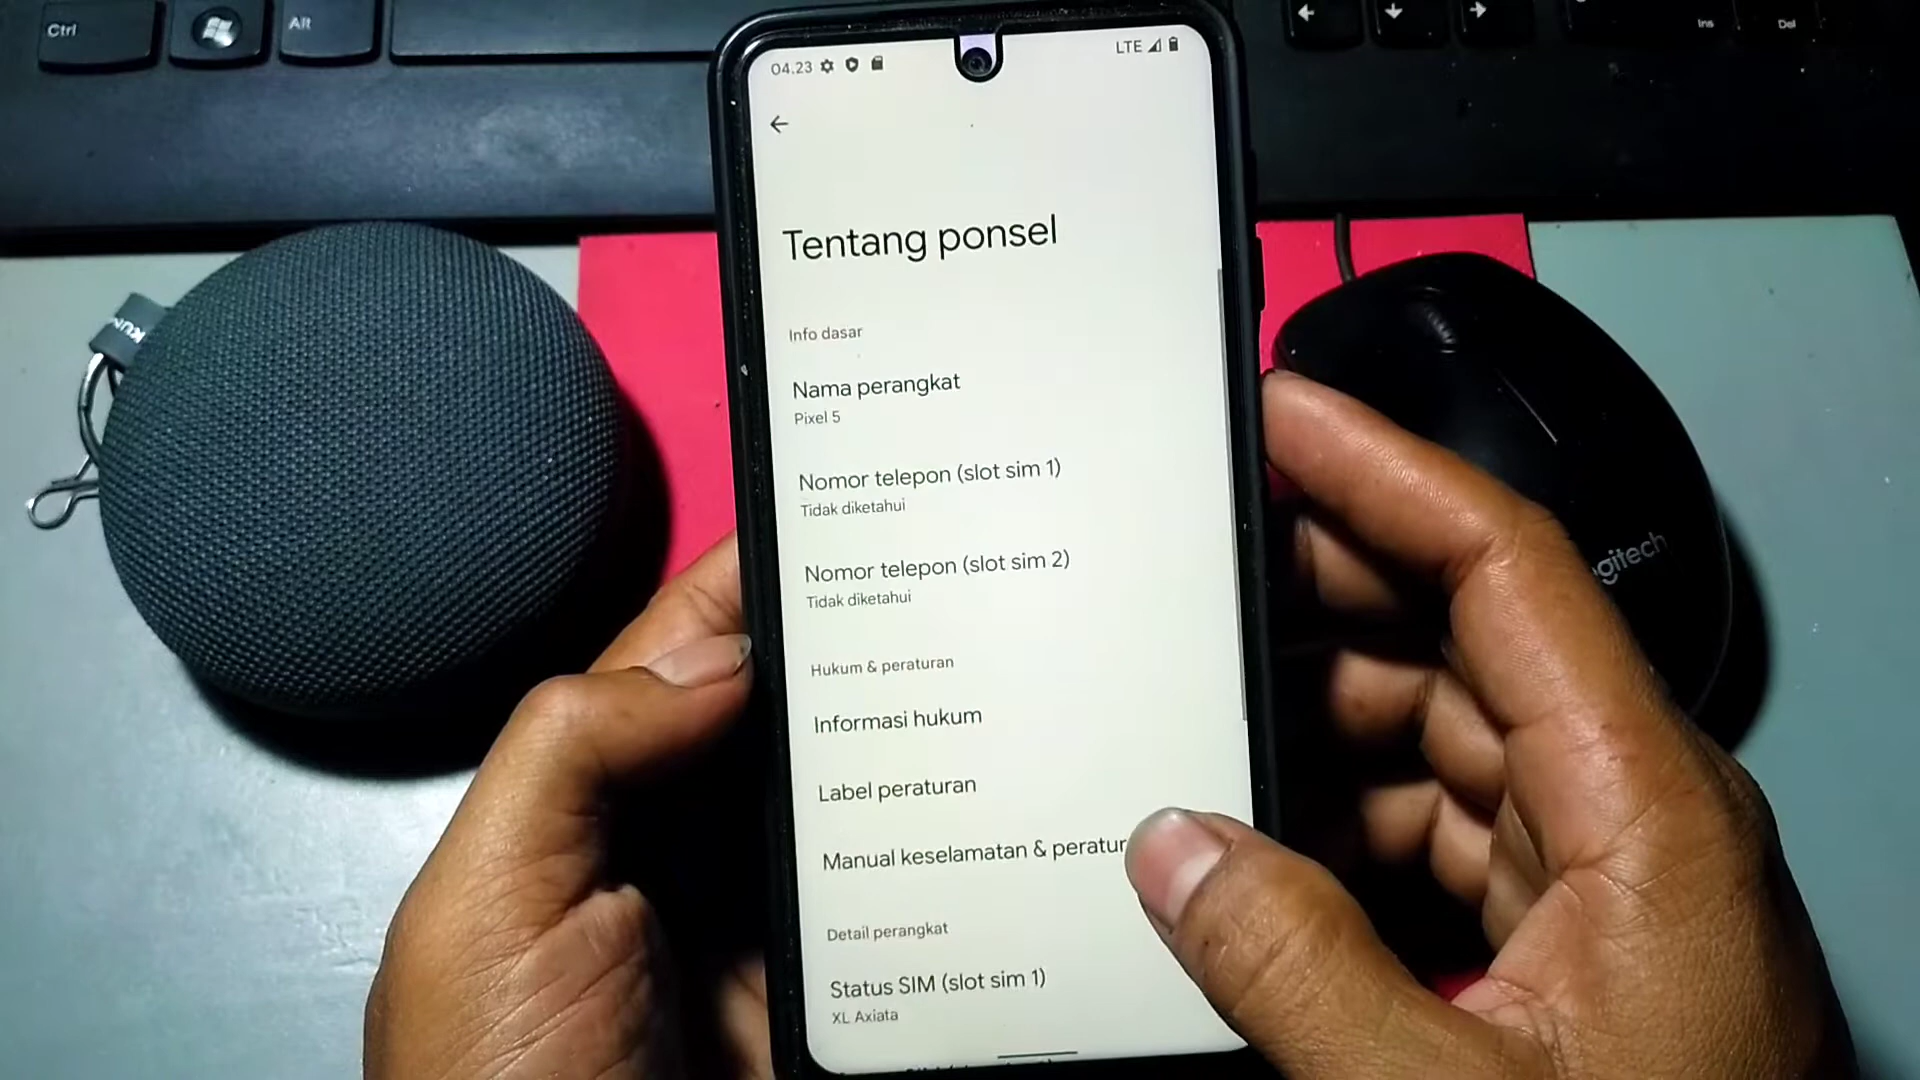 Ctrl
Alt
Ins
Del
04.23
LTE
Tentang ponsel
Info dasar
Nama perangkat
Pixel 5
Nomor telepon (slot sim 1)
Tidak diketahui
Nomor telepon (slot sim 2)
Tidak diketahui
Hukum & peraturan
Informasi hukum
Label peraturan
Manual keselamatan & peratur
Detail perangkat
Status SIM (slot sim 1)
XL Axiata
gitech